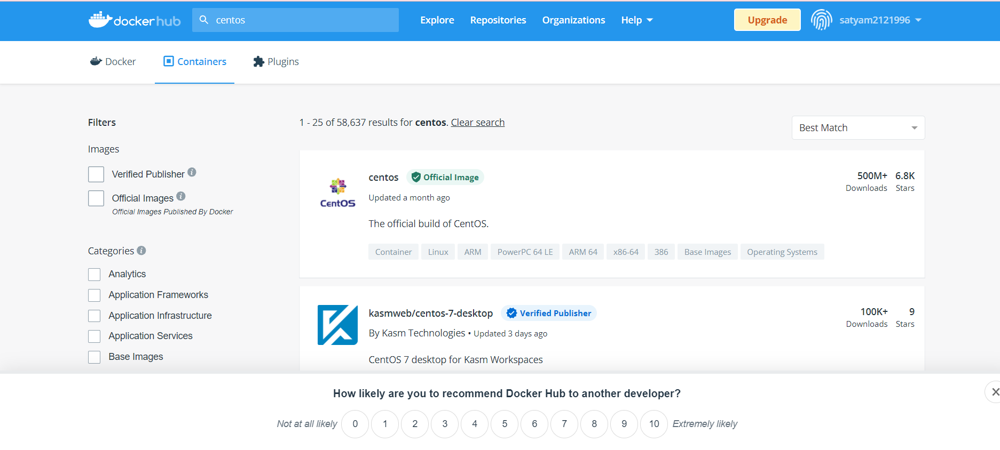 docker hub
centos
Explore
Repositories
Organizations
Help
Upgrade
satyam2121996
Docker
Containers
Plugins
Filters
Images
Verified Publisher
Official Images
Official Images Published By Docker
Categories
Analytics
Application Frameworks
Application Infrastructure
Application Services
Base Images
1 - 25 of 58,637 results for centos. Clear search
Best Match
CentOS
centos
Official Image
Updated a month ago
500M+ 6.8K
Downloads Stars
The official build of CentOS.
Container Linux ARM PowerPC 64 LE ARM 64 x86-64 386 Base Images Operating Systems
kasmweb/centos-7-desktop
Verified Publisher
By Kasm Technologies • Updated 3 days ago
100K+ 9
Downloads Stars
CentOS 7 desktop for Kasm Workspaces
How likely are you to recommend Docker Hub to another developer?
Not at all likely 0 1 2 3 4 5 6 7 8 9 10 Extremely likely